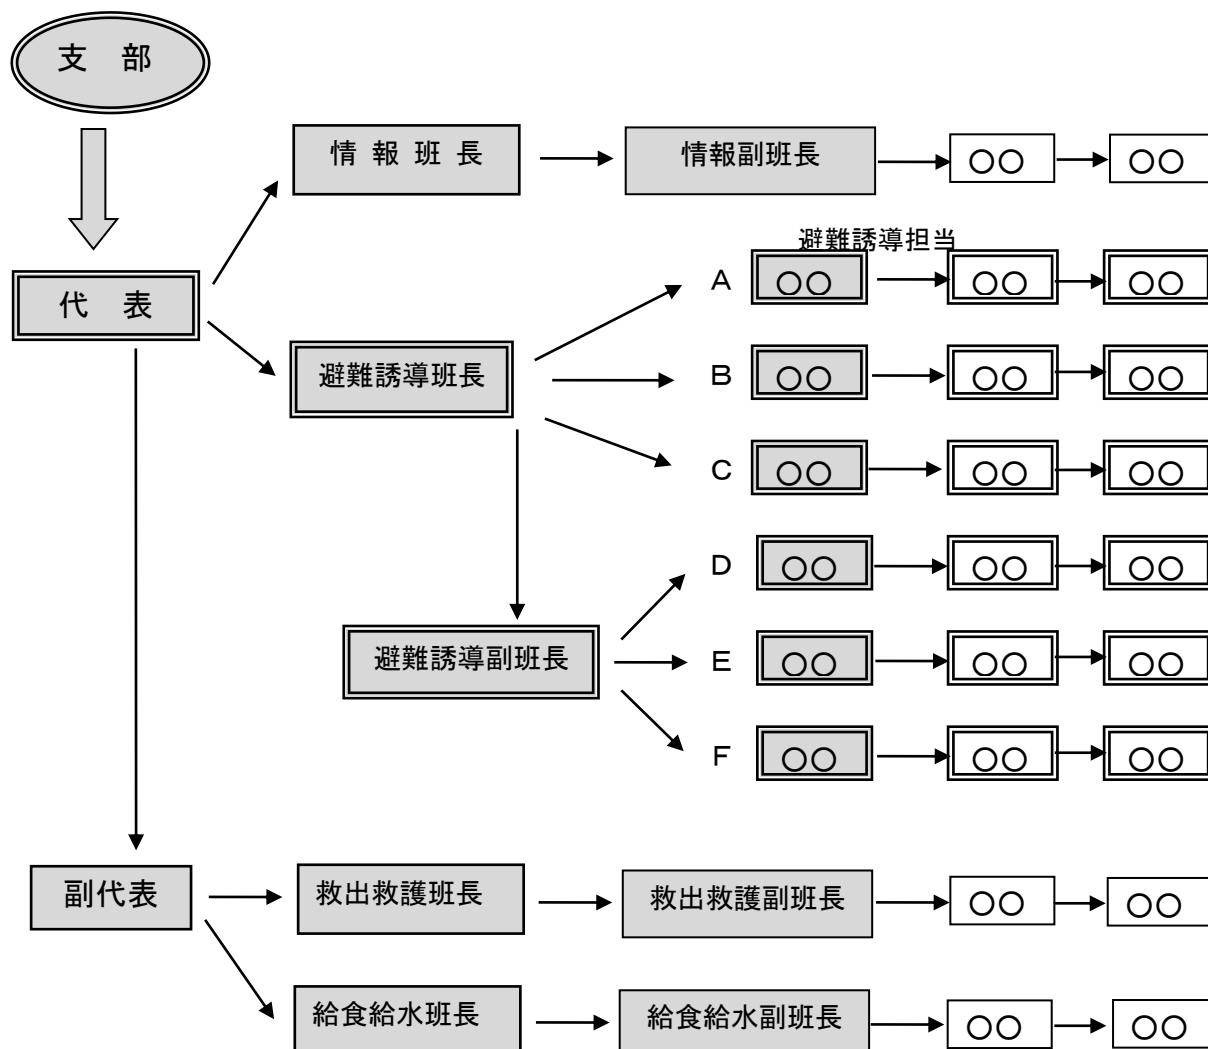 支　部
情 報 班 長　情報副班長　○○　○○
避難誘導担当
代　表　A　○○　○○　○○
避難誘導班長　B　○○　○○　○○
C　○○　○○　○○
D　○○　○○　○○
避難誘導副班長　E　○○　○○　○○
F　○○　○○　○○
副代表　救出救護班長　救出救護副班長　○○　○○
給食給水班長　給食給水副班長　○○　○○